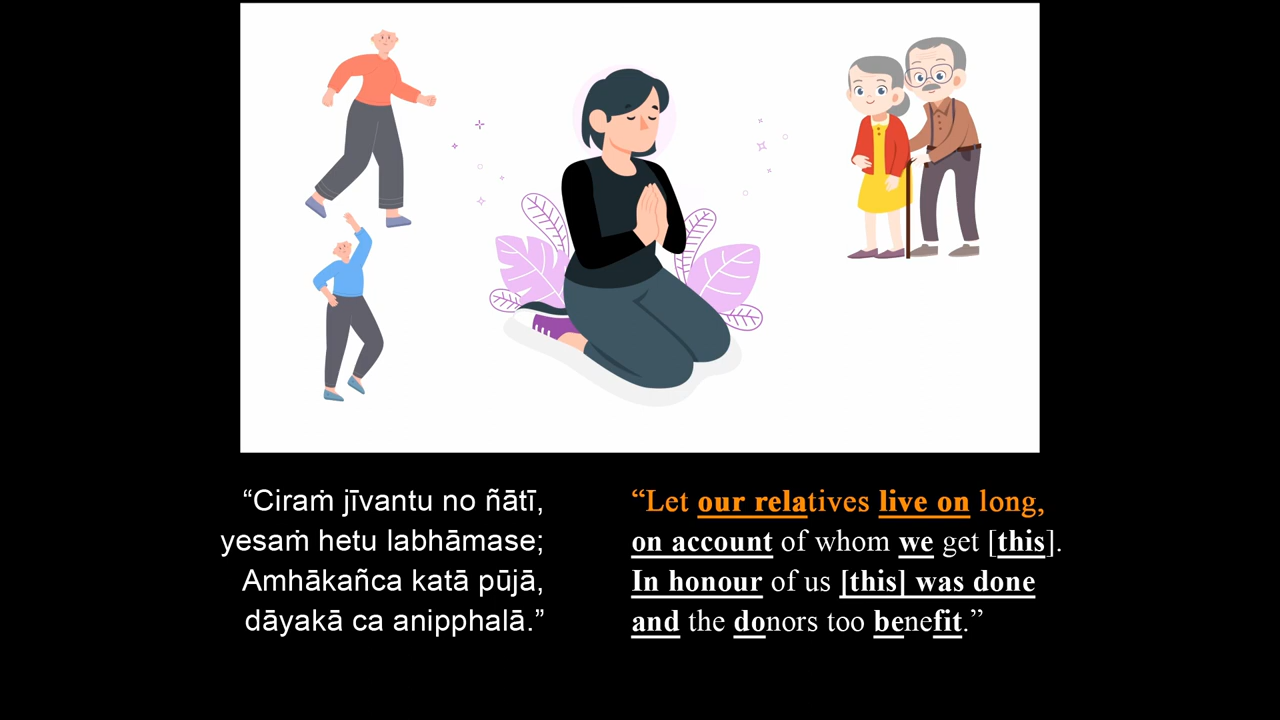 “Ciraṁ jīvantu no ñātī,
yesaṁ hetu labhāmase;
Amhākañca katā pūjā,
dāyakā ca anipphalā.”
“Let our relatives live on long,
on account of whom we get [this].
In honour of us [this] was done
and the donors too benefit.”